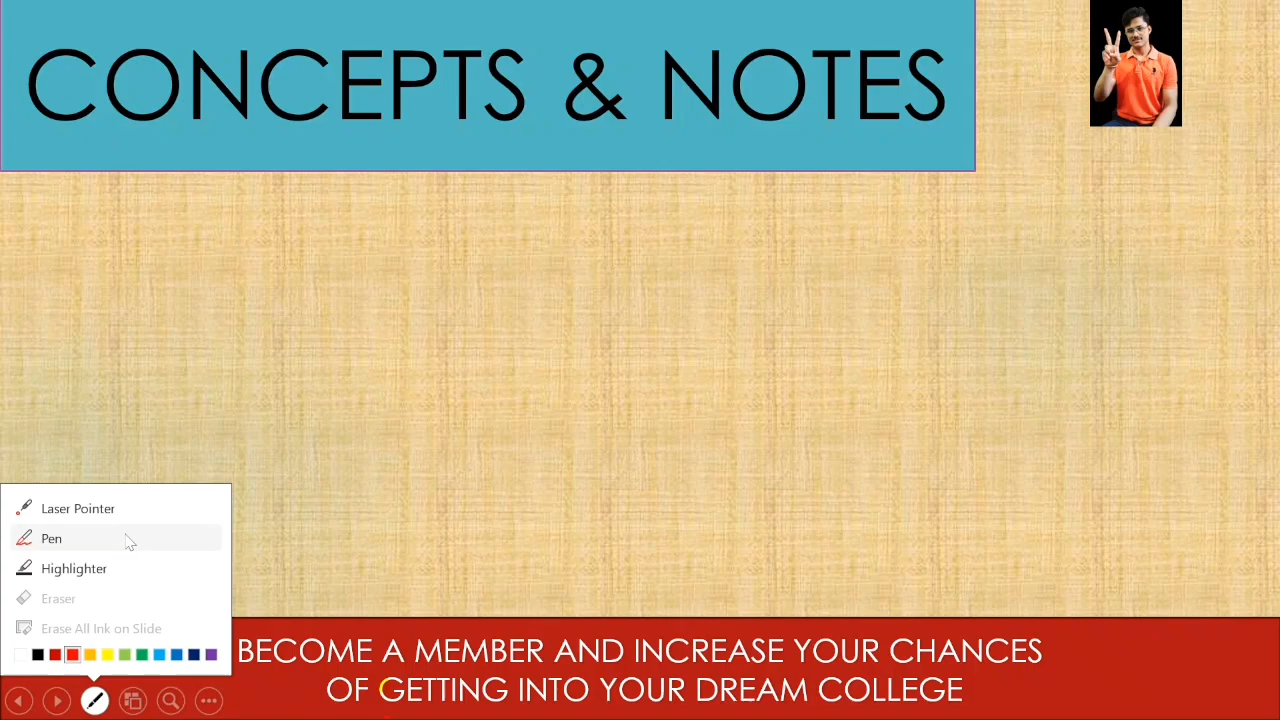 CONCEPTS & NOTES
Laser Pointer
Pen
Highlighter
Eraser
Erase All Ink on Slide
BECOME A MEMBER AND INCREASE YOUR CHANCES
OF GETTING INTO YOUR DREAM COLLEGE